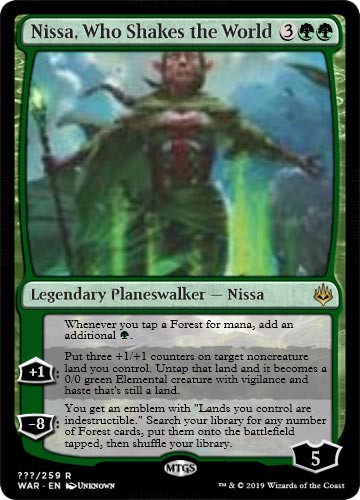 Nissa, Who Shakes the World 3
Legendary Planeswalker — Nissa
Whenever you tap a Forest for mana, add an
additional .
+1: Put three +1/+1 counters on target noncreature
land you control. Untap that land and it becomes a
0/0 green Elemental creature with vigilance and
haste that's still a land.
-8: You get an emblem with "Lands you control are
indestructible." Search your library for any number
of Forest cards, put them onto the battlefield
tapped, then shuffle your library.
5
???/259 R
MTGS
WAR · EN Unknown
™ & © 2019 Wizards of the Coast